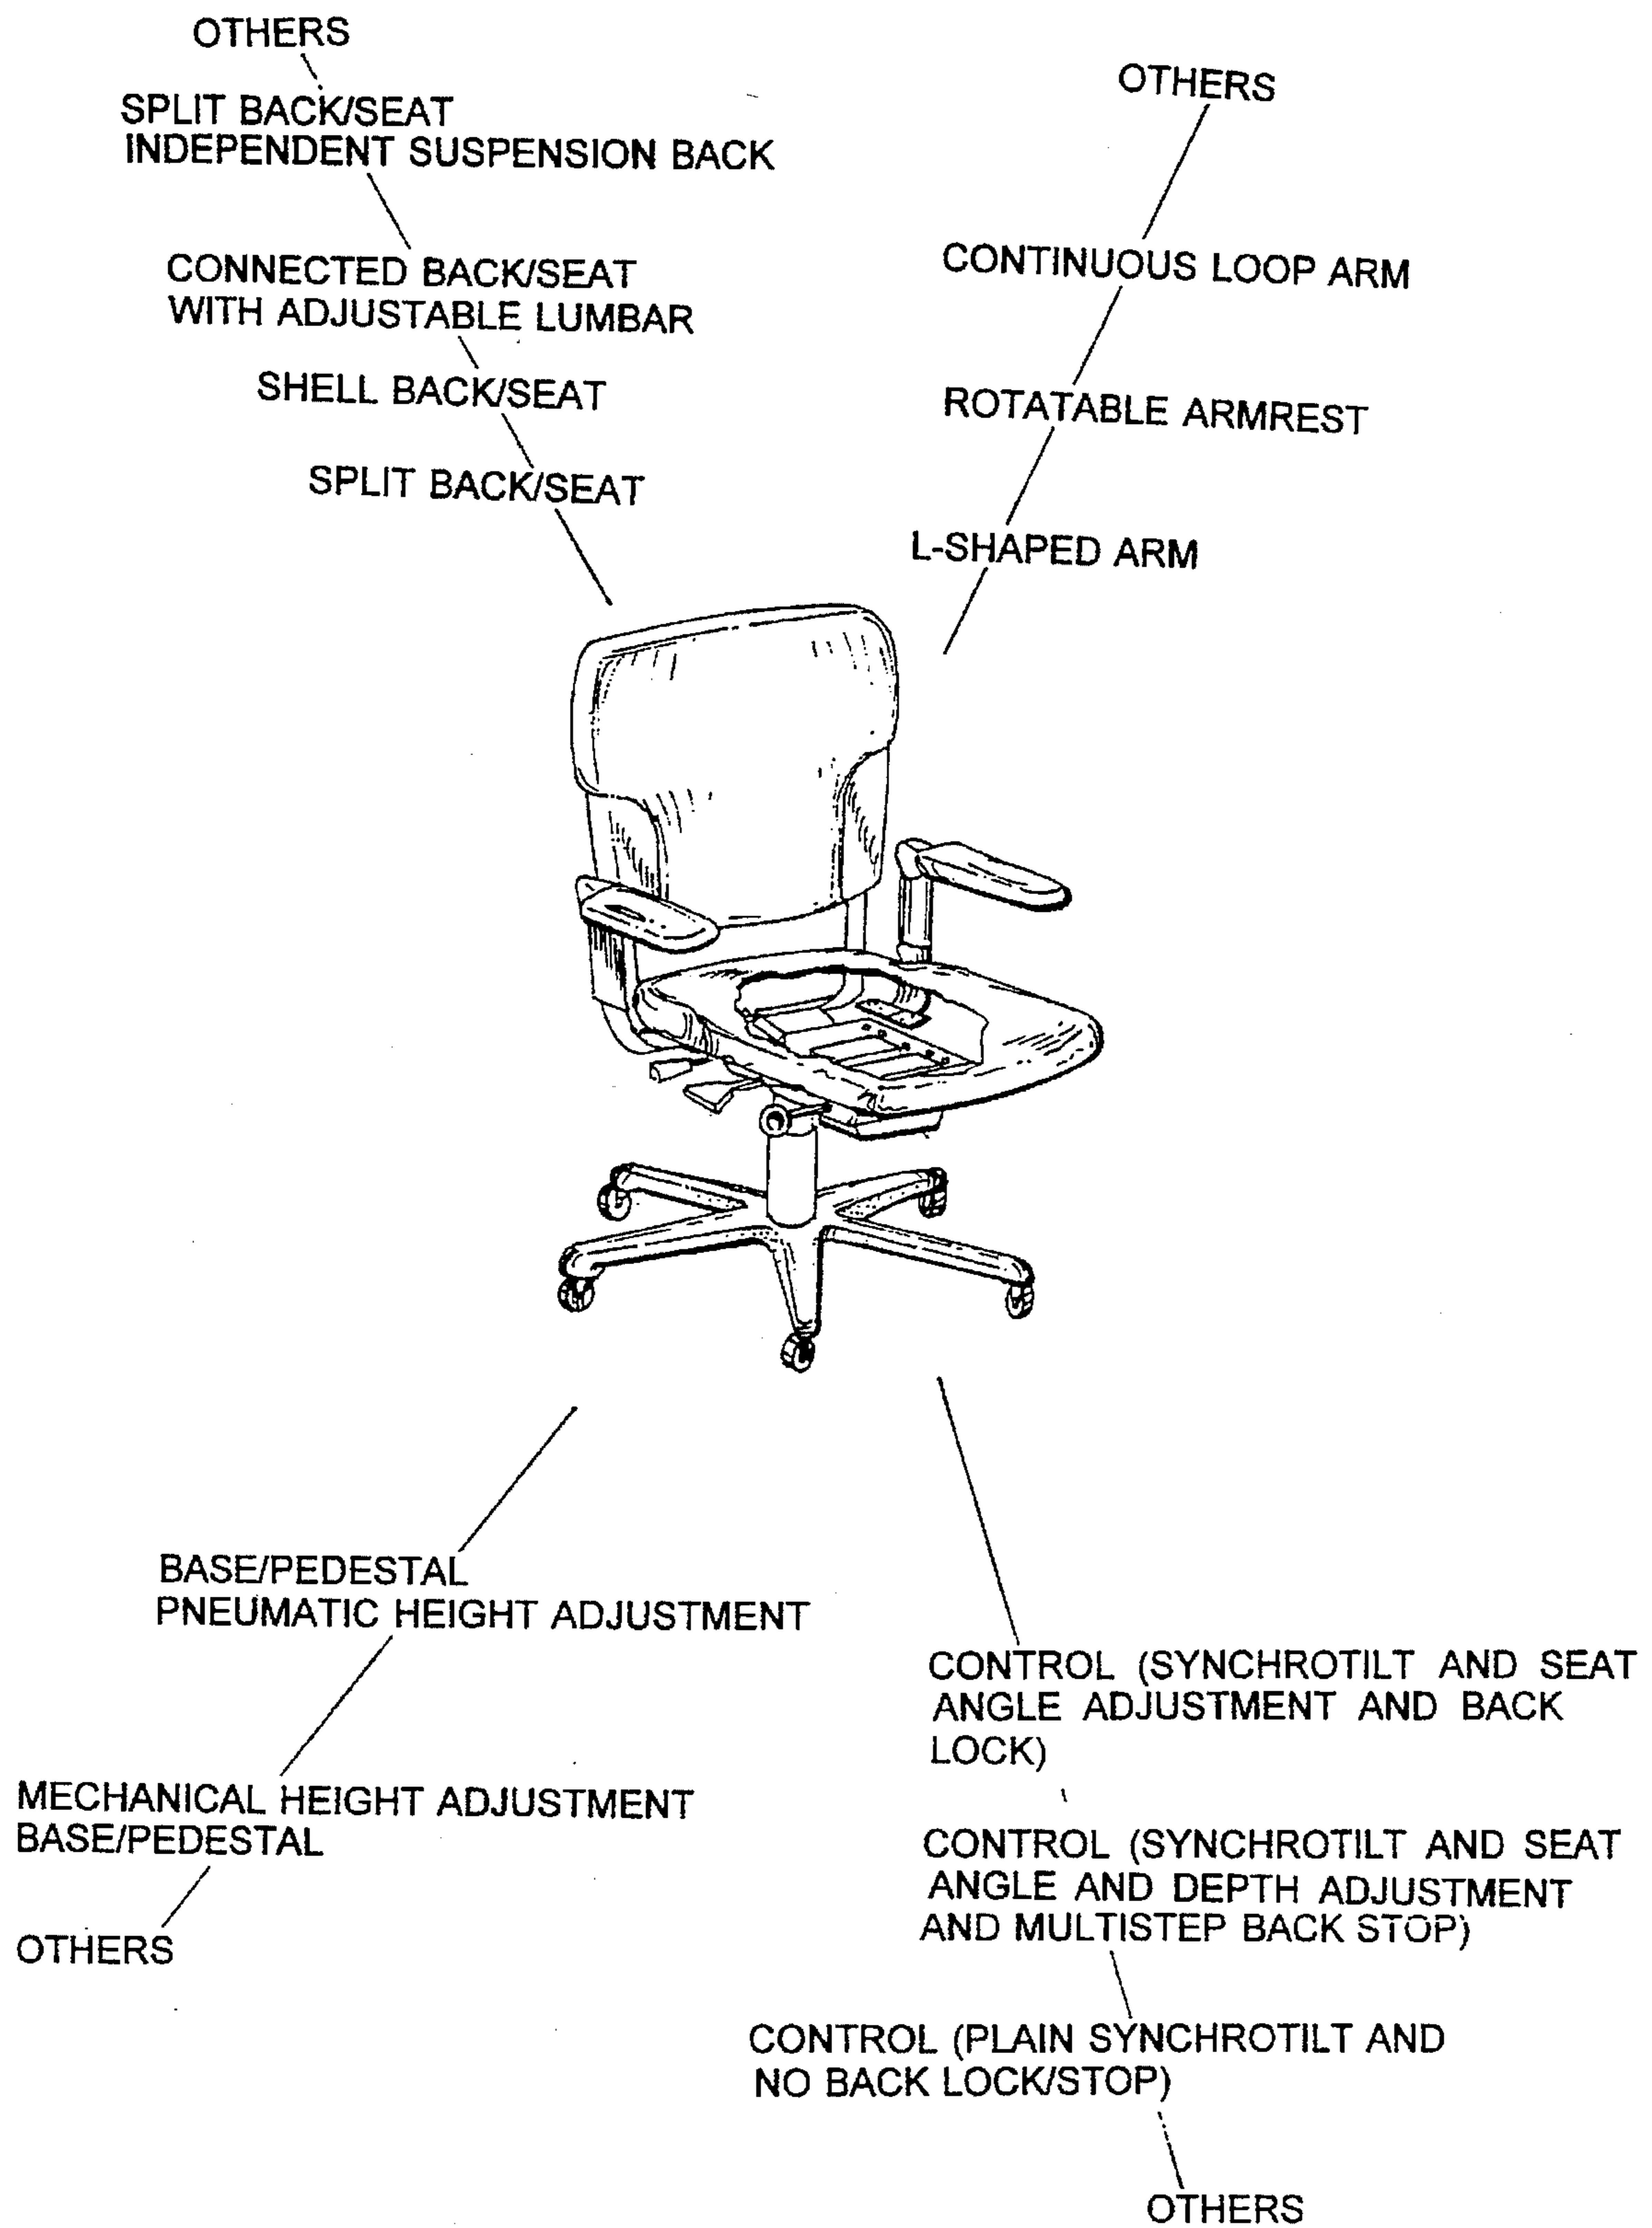 OTHERS
SPLIT BACK/SEAT
INDEPENDENT SUSPENSION BACK
CONNECTED BACK/SEAT
WITH ADJUSTABLE LUMBAR
SHELL BACK/SEAT
SPLIT BACK/SEAT
OTHERS
CONTINUOUS LOOP ARM
ROTATABLE ARMREST
L-SHAPED ARM
BASE/PEDESTAL
PNEUMATIC HEIGHT ADJUSTMENT
MECHANICAL HEIGHT ADJUSTMENT
BASE/PEDESTAL
OTHERS
CONTROL (SYNCHROTILT AND SEAT
ANGLE ADJUSTMENT AND BACK
LOCK)
CONTROL (SYNCHROTILT AND SEAT
ANGLE AND DEPTH ADJUSTMENT
AND MULTISTEP BACK STOP)
CONTROL (PLAIN SYNCHROTILT AND
NO BACK LOCK/STOP)
OTHERS